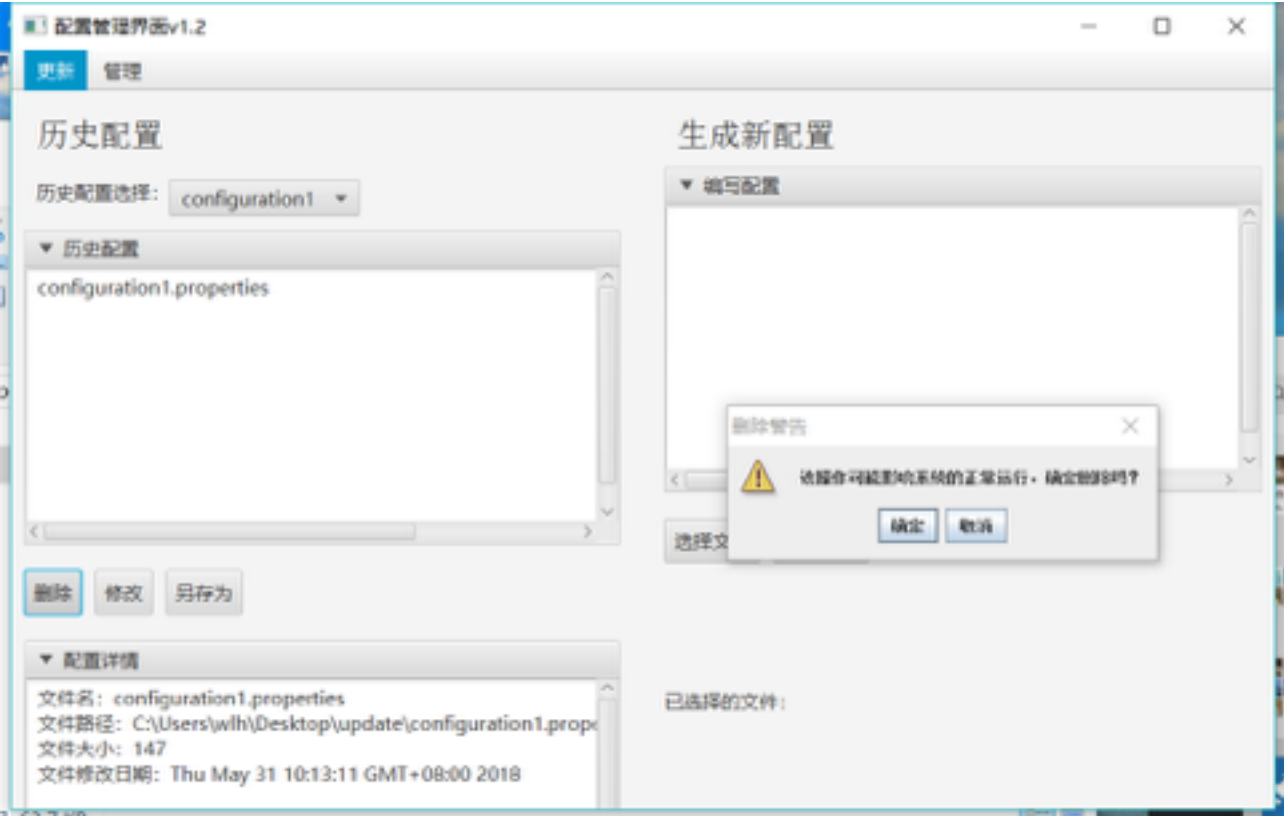 配置管理界面v1.2
更新 管理
历史配置
历史配置选择： configuration1
历史配置
configuration1.properties
删除 修改 另存为
配置详情
文件名：configuration1.properties
文件路径：C:\Users\wlh\Desktop\update\configuration1.prope
文件大小：147
文件修改日期：Thu May 31 10:13:11 GMT+08:00 2018
生成新配置
编写配置
删除警告
该操作可能影响系统的正常运行，确定删除吗？
确定 取消
选择文
已选择的文件：